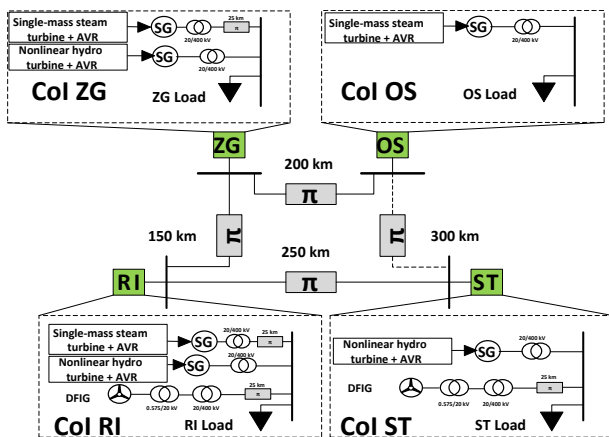 Single-mass steam
turbine + AVR
SG
20/400 kV
25 km
π
Nonlinear hydro
turbine + AVR
SG
20/400 kV
CoI ZG
ZG Load
Single-mass steam
turbine + AVR
SG
20/400 kV
CoI OS
OS Load
ZG
OS
200 km
π
150 km
π
π
300 km
250 km
π
RI
ST
Single-mass steam
turbine + AVR
SG
20/400 kV
25 km
π
Nonlinear hydro
turbine + AVR
SG
20/400 kV
DFIG
0.575/20 kV
20/400 kV
25 km
π
CoI RI
RI Load
Nonlinear hydro
turbine + AVR
SG
20/400 kV
DFIG
0.575/20 kV
20/400 kV
25 km
π
CoI ST
ST Load